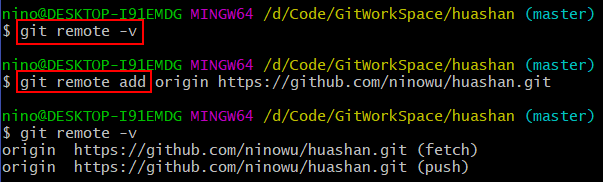 nino@DESKTOP-I91EMDG MINGW64 /d/Code/GitWorkSpace/huashan (master)
$ git remote -v
nino@DESKTOP-I91EMDG MINGW64 /d/Code/GitWorkSpace/huashan (master)
$ git remote add origin https://github.com/ninowu/huashan.git
nino@DESKTOP-I91EMDG MINGW64 /d/Code/GitWorkSpace/huashan (master)
$ git remote -v
origin  https://github.com/ninowu/huashan.git (fetch)
origin  https://github.com/ninowu/huashan.git (push)